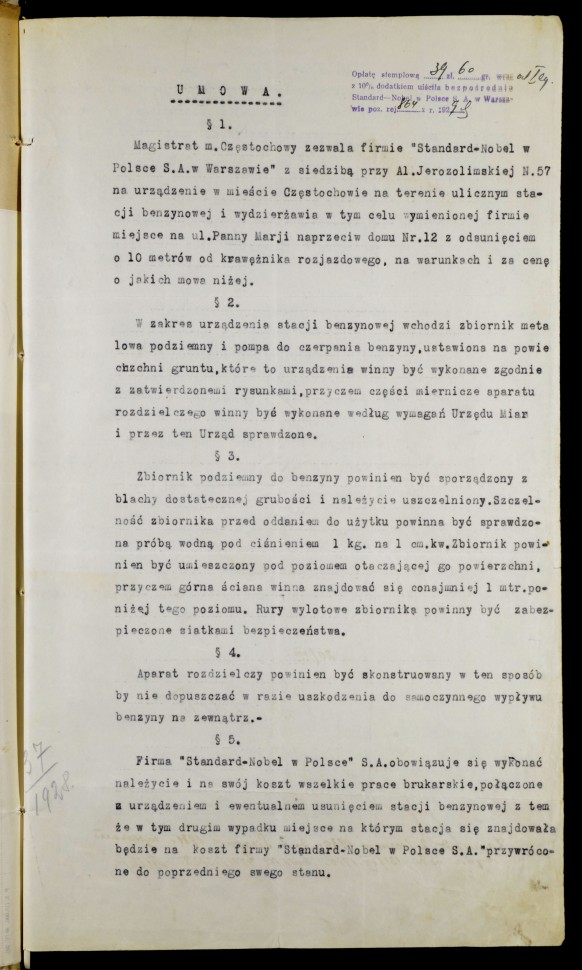 Opłatę stemplową 39 zł. 60 gr. wraz
z 10% dodatkiem uiściła bezpośrednio
Standard—Nobel w Polsce S. A. w Warsza-
wie poz. rej. 864 z r. 1928
U M O W A.
§ 1.
Magistrat m.Częstochowy zezwala firmie "Standard-Nobel w
Polsce S.A.w Warszawie" z siedzibą przy Al.Jerozolimskiej N.57
na urządzenie w mieście Częstochowie na terenie ulicznym sta-
cji benzynowej i wydzierżawia w tym celu wymienionej firmie
miejsce na ul.Panny Marji naprzeciw domu Nr.12 z odsunięciem
o 10 metrów od krawężnika rozjazdowego, na warunkach i za cenę
o jakich mowa niżej.
§ 2.
W zakres urządzenia stacji benzynowej wchodzi zbiornik meta
lowa podziemny i pompa do czerpania benzyny,ustawiona na powie
chzchni gruntu,które to urządzenia winny być wykonane zgodnie
z zatwierdzonemi rysunkami,przyczem części miernicze aparatu
rozdzielczego winny być wykonane według wymagań Urzędu Miar
i przez ten Urząd sprawdzone.
§ 3.
Zbiornik podziemny do benzyny powinien być sporządzony z
blachy dostatecznej grubości i należycie uszczelniony.Szczel-
ność zbiornika przed oddaniem do użytku powinna być sprawdzo-
na próbą wodną pod ciśnieniem 1 kg. na 1 cm.kw.Zbiornik powi-
nien być umieszczony pod poziomem otaczającej go powierzchni,
przyczem górna ściana winna znajdować się conajmniej 1 mtr.po-
niżej tego poziomu. Rury wylotowe zbiornika powinny być zabez-
pieczone siatkami bezpieczeństwa.
§ 4.
Aparat rozdzielczy powinien być skonstruowany w ten sposób
by nie dopuszczać w razie uszkodzenia do samoczynnego wypływu
benzyny na zewnątrz.-
§ 5.
Firma "Standard-Nobel w Polsce" S.A.obowiązuje się wykonać
należycie i na swój koszt wszelkie prace brukarskie,połączone
z urządzeniem i ewentualnem usunięciem stacji benzynowej z tem
że w tym drugim wypadku miejsce na którym stacja się znajdowała
będzie na koszt firmy "Standard-Nobel w Polsce S.A."przywróco-
ne do poprzedniego swego stanu.
37
1928.